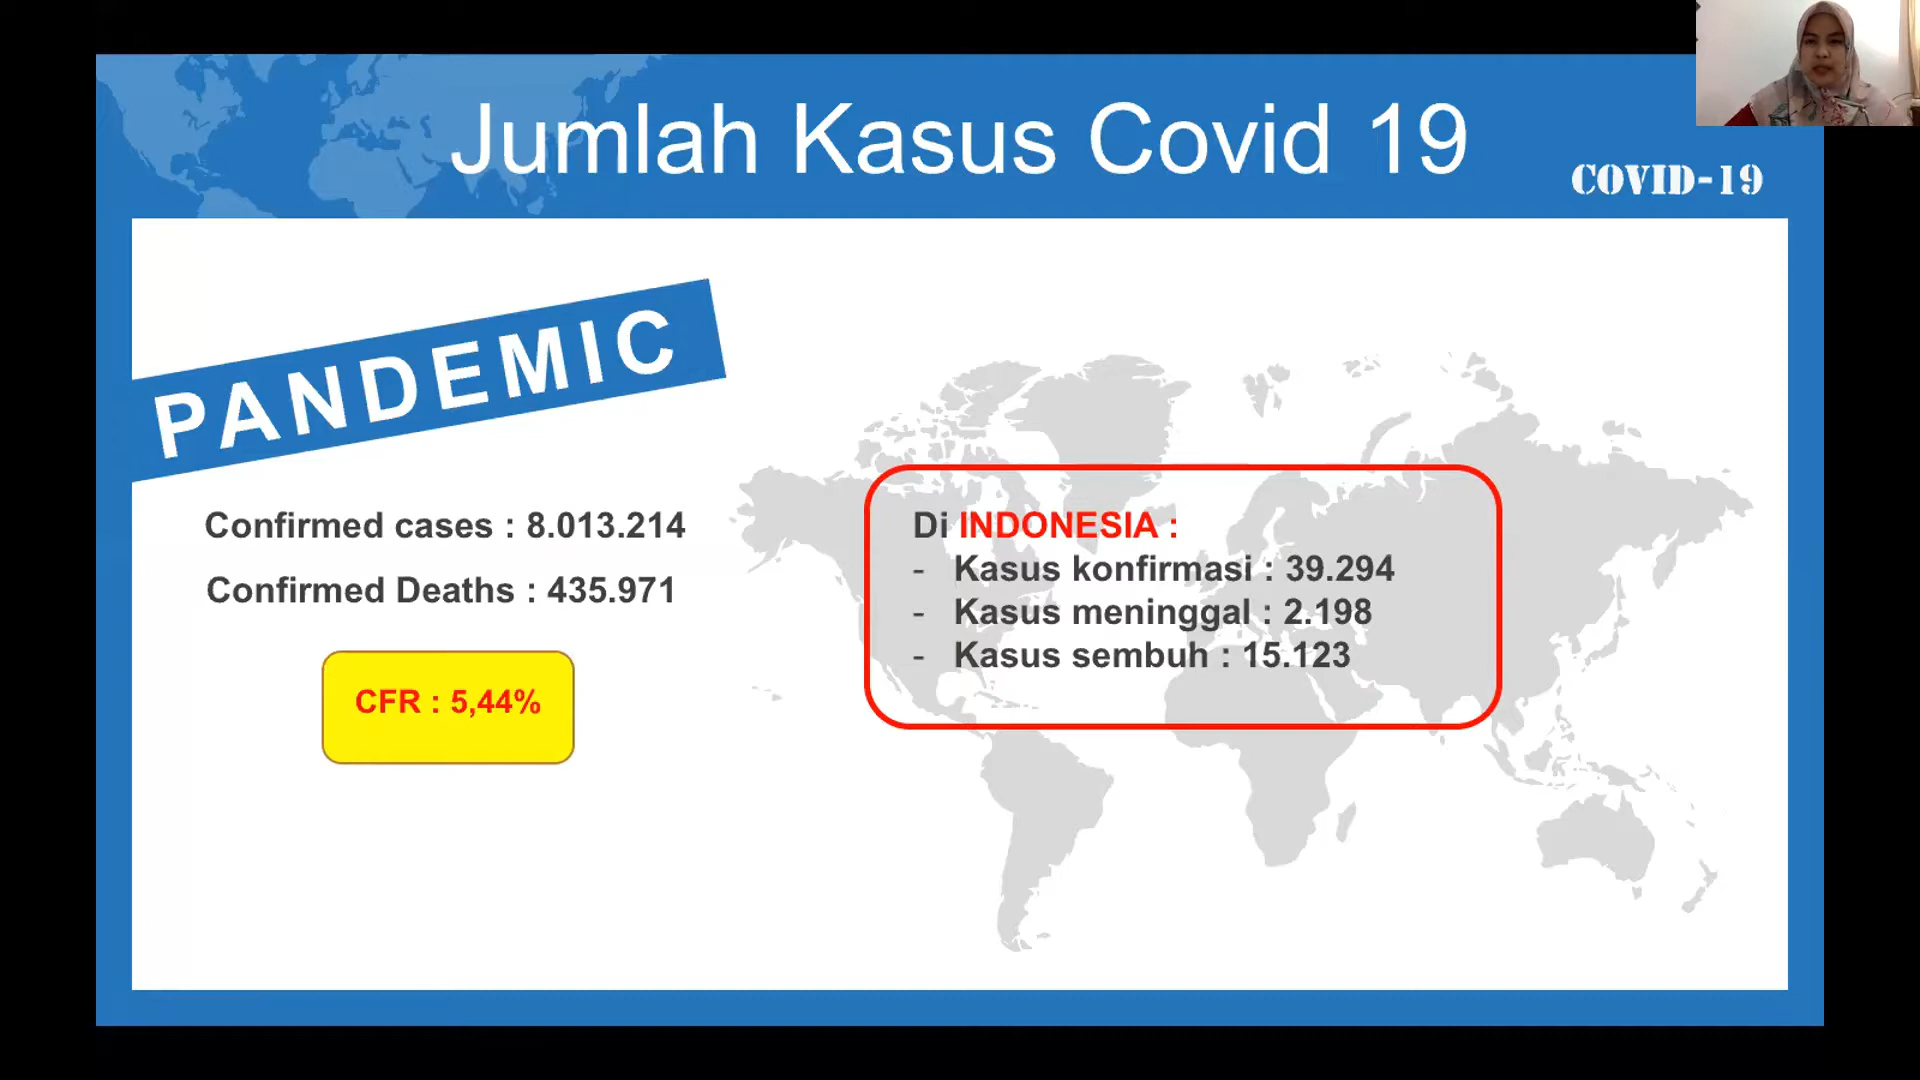 Jumlah Kasus Covid 19
COVID-19
PANDEMIC
Confirmed cases : 8.013.214
Confirmed Deaths : 435.971
CFR : 5,44%
Di INDONESIA :
- Kasus konfirmasi : 39.294
- Kasus meninggal : 2.198
- Kasus sembuh : 15.123